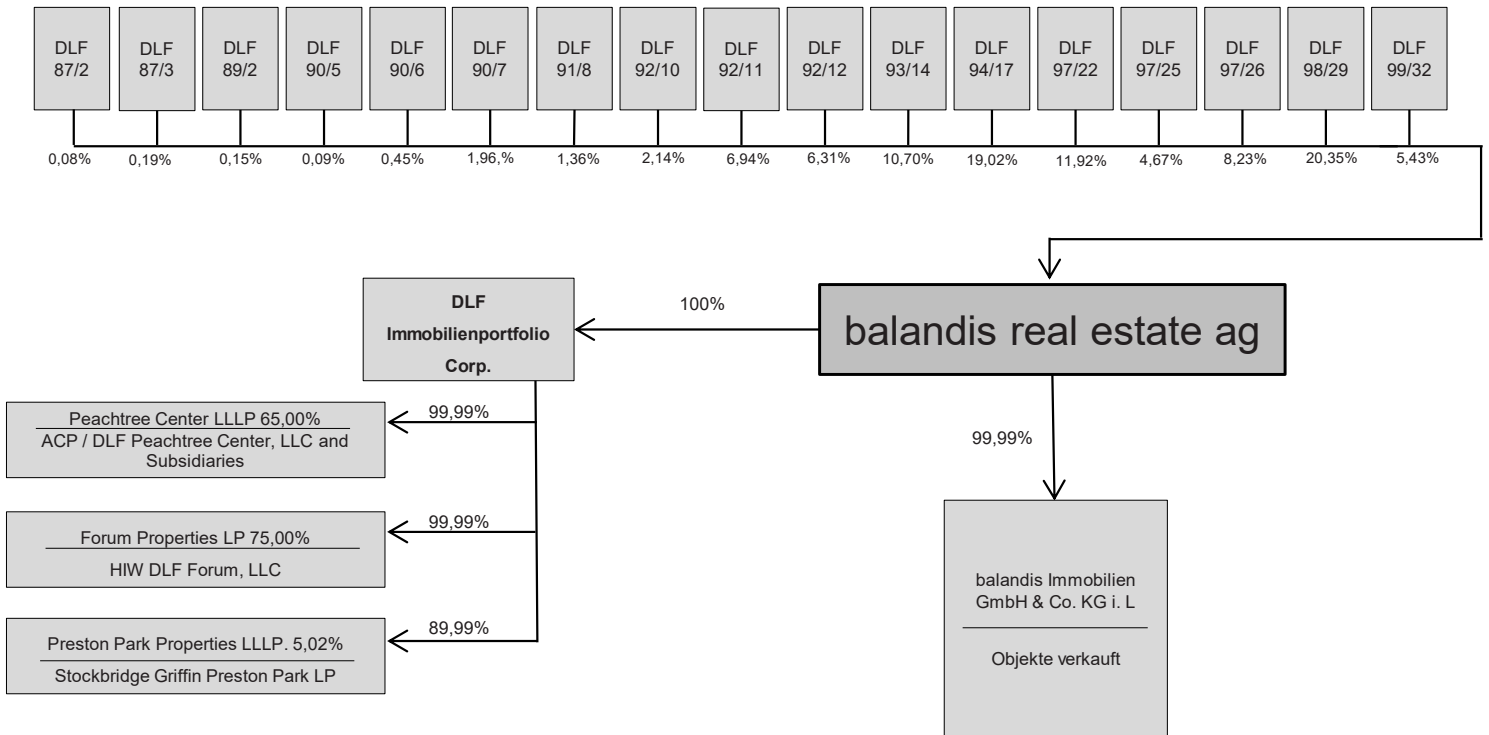 DLF
87/2
DLF
87/3
DLF
89/2
DLF
90/5
DLF
90/6
DLF
90/7
DLF
91/8
DLF
92/10
DLF
92/11
DLF
92/12
DLF
93/14
DLF
94/17
DLF
97/22
DLF
97/25
DLF
97/26
DLF
98/29
DLF
99/32
0,08%
0,19%
0,15%
0,09%
0,45%
1,96,%
1,36%
2,14%
6,94%
6,31%
10,70%
19,02%
11,92%
4,67%
8,23%
20,35%
5,43%
DLF
Immobilienportfolio
Corp.
100%
balandis real estate ag
99,99%
Peachtree Center LLLP 65,00%
ACP / DLF Peachtree Center, LLC and
Subsidiaries
99,99%
Forum Properties LP 75,00%
HIW DLF Forum, LLC
89,99%
Preston Park Properties LLLP. 5,02%
Stockbridge Griffin Preston Park LP
99,99%
balandis Immobilien
GmbH & Co. KG i. L
Objekte verkauft